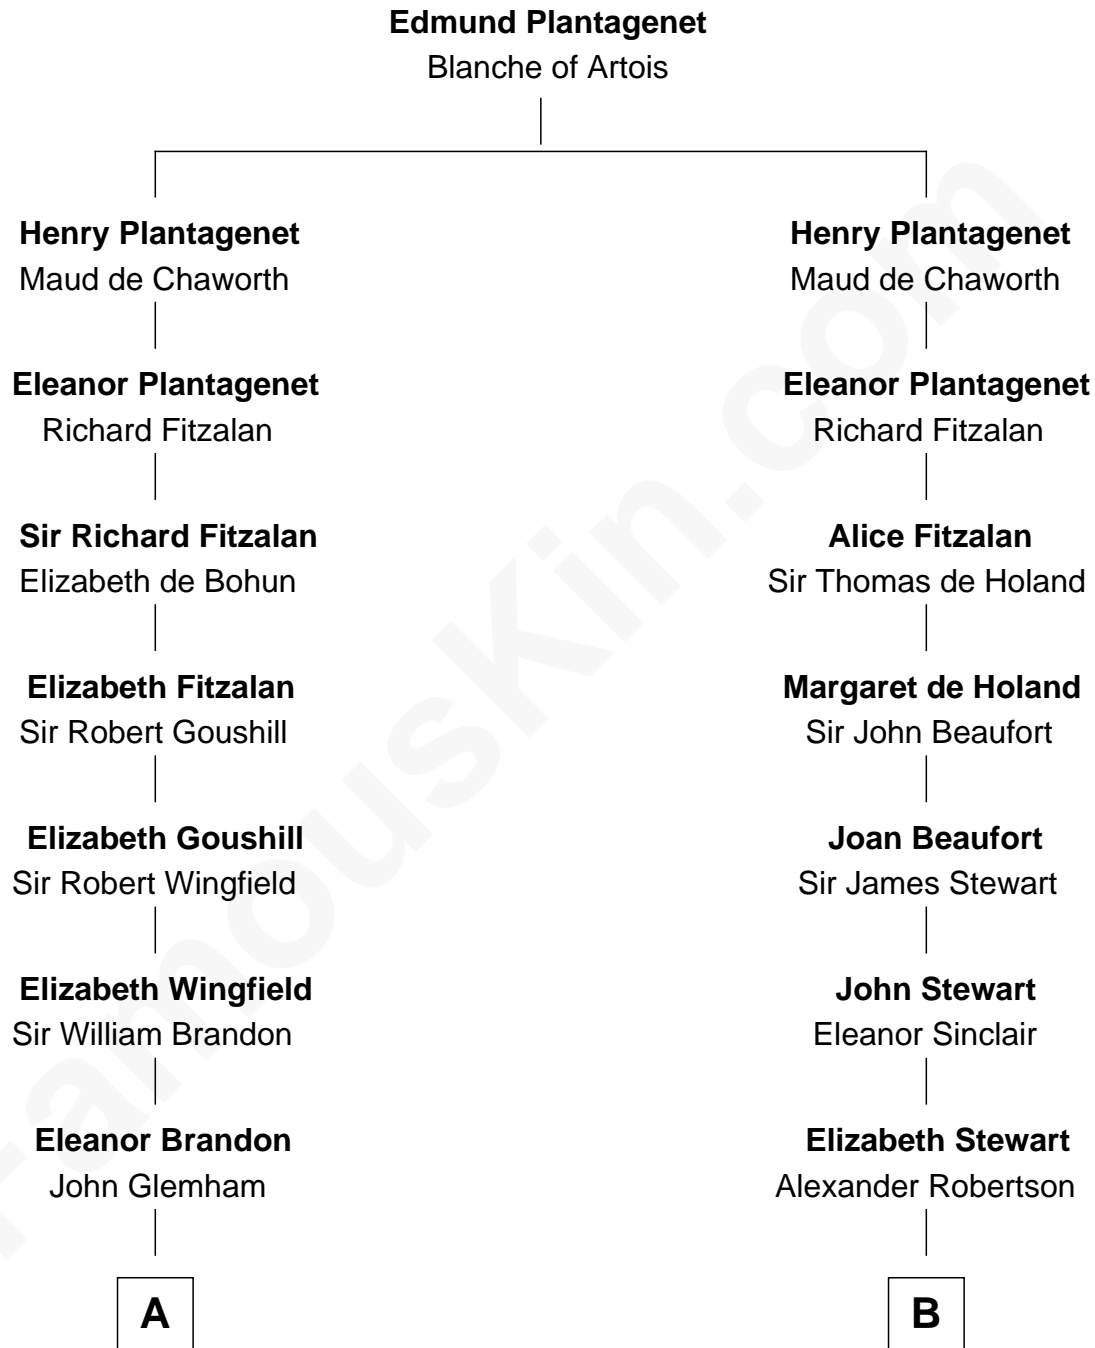 Edmund Plantagenet
Blanche of Artois
Henry Plantagenet
Maud de Chaworth
Eleanor Plantagenet
Richard Fitzalan
Sir Richard Fitzalan
Elizabeth de Bohun
Elizabeth Fitzalan
Sir Robert Goushill
Elizabeth Goushill
Sir Robert Wingfield
Elizabeth Wingfield
Sir William Brandon
Eleanor Brandon
John Glemham
A
Henry Plantagenet
Maud de Chaworth
Eleanor Plantagenet
Richard Fitzalan
Alice Fitzalan
Sir Thomas de Holand
Margaret de Holand
Sir John Beaufort
Joan Beaufort
Sir James Stewart
John Stewart
Eleanor Sinclair
Elizabeth Stewart
Alexander Robertson
B
FamousKin.com